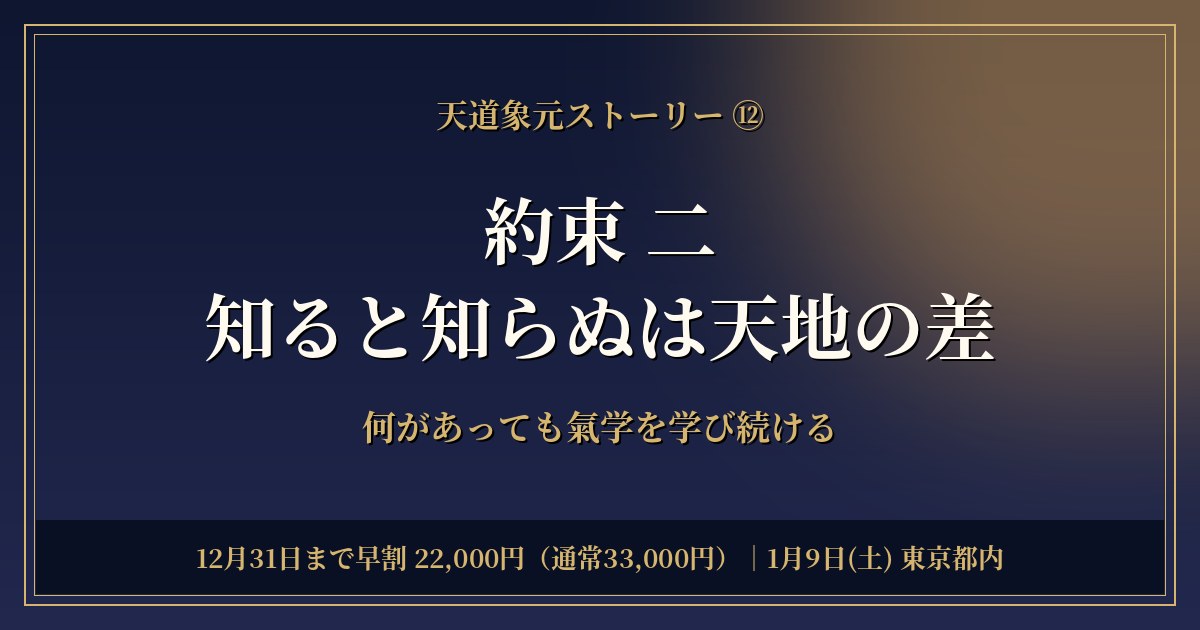 天道象元ストーリー ⑫
約束 二
知ると知らぬは天地の差
何があっても氣学を学び続ける
12月31日まで早割 22,000円（通常33,000円）｜1月9日(土) 東京都内